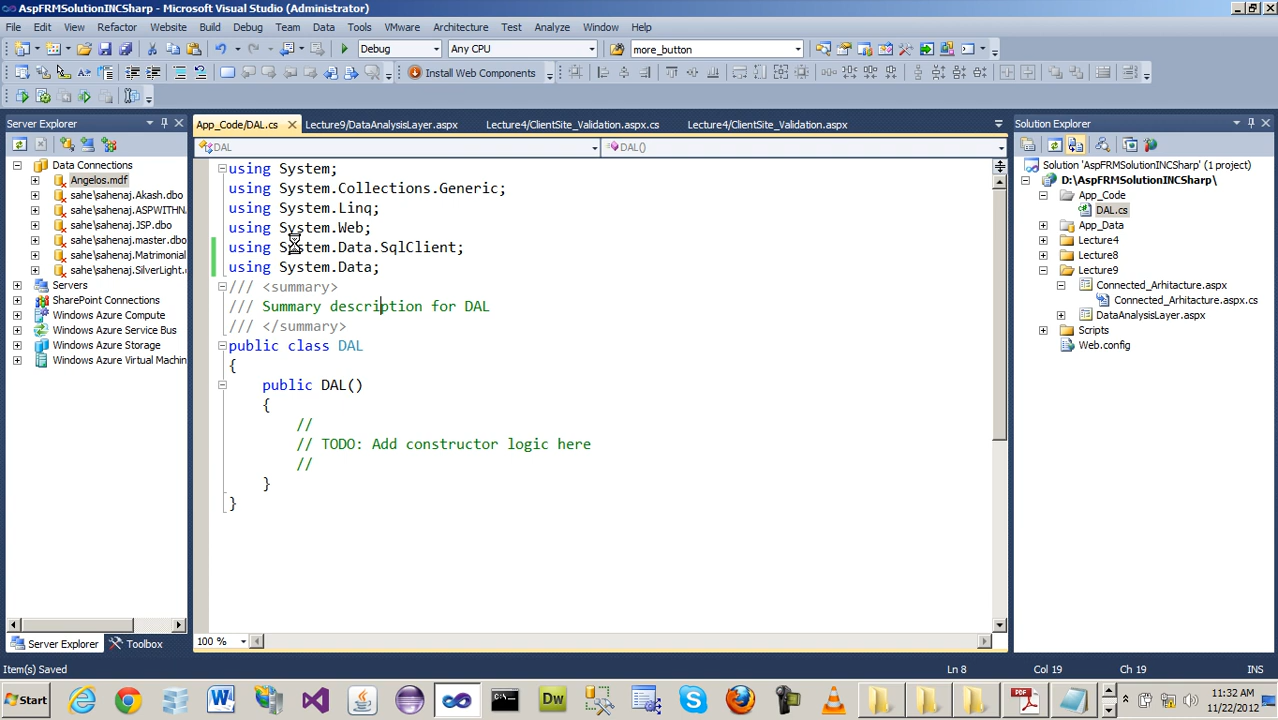 AspFRMSolutionINCSharp - Microsoft Visual Studio (Administrator)
File Edit View Refactor Website Build Debug Team Data Tools VMware Architecture Test Analyze Window Help
Debug Any CPU more_button
Install Web Components
Server Explorer
Data Connections
Angelos.mdf
sahe\sahenaj.Akash.dbo
sahe\sahenaj.ASPWITHN
sahe\sahenaj.JSP.dbo
sahe\sahenaj.master.dbo
sahe\sahenaj.Matrimonial
sahe\sahenaj.SilverLight.d
Servers
SharePoint Connections
Windows Azure Compute
Windows Azure Service Bus
Windows Azure Storage
Windows Azure Virtual Machin
Server Explorer Toolbox
App_Code/DAL.cs Lecture9/DataAnalysisLayer.aspx Lecture4/ClientSite_Validation.aspx.cs Lecture4/ClientSite_Validation.aspx
DAL DAL()
using System;
using System.Collections.Generic;
using System.Linq;
using System.Web;
using System.Data.SqlClient;
using System.Data;
/// <summary>
/// Summary description for DAL
/// </summary>
public class DAL
{
public DAL()
{
//
// TODO: Add constructor logic here
//
}
}
100 %
Solution Explorer
Solution 'AspFRMSolutionINCSharp' (1 project)
D:\AspFRMSolutionINCSharp\
App_Code
DAL.cs
App_Data
Lecture4
Lecture8
Lecture9
Connected_Arhitacture.aspx
Connected_Arhitacture.aspx.cs
DataAnalysisLayer.aspx
Scripts
Web.config
Item(s) Saved Ln 8 Col 19 Ch 19 INS
Start
11:32 AM
11/22/2012